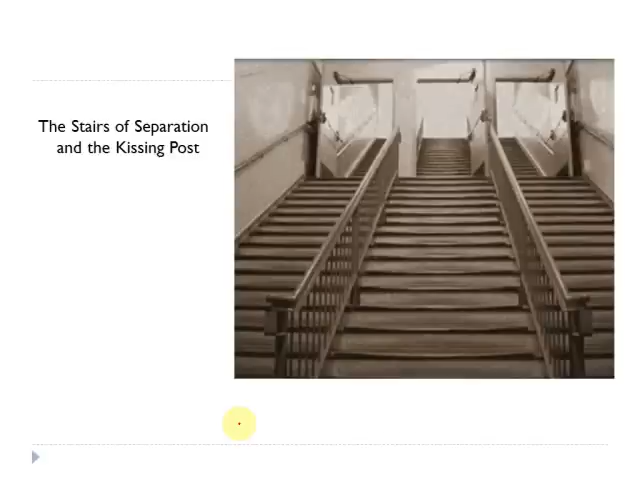 The Stairs of Separation
and the Kissing Post